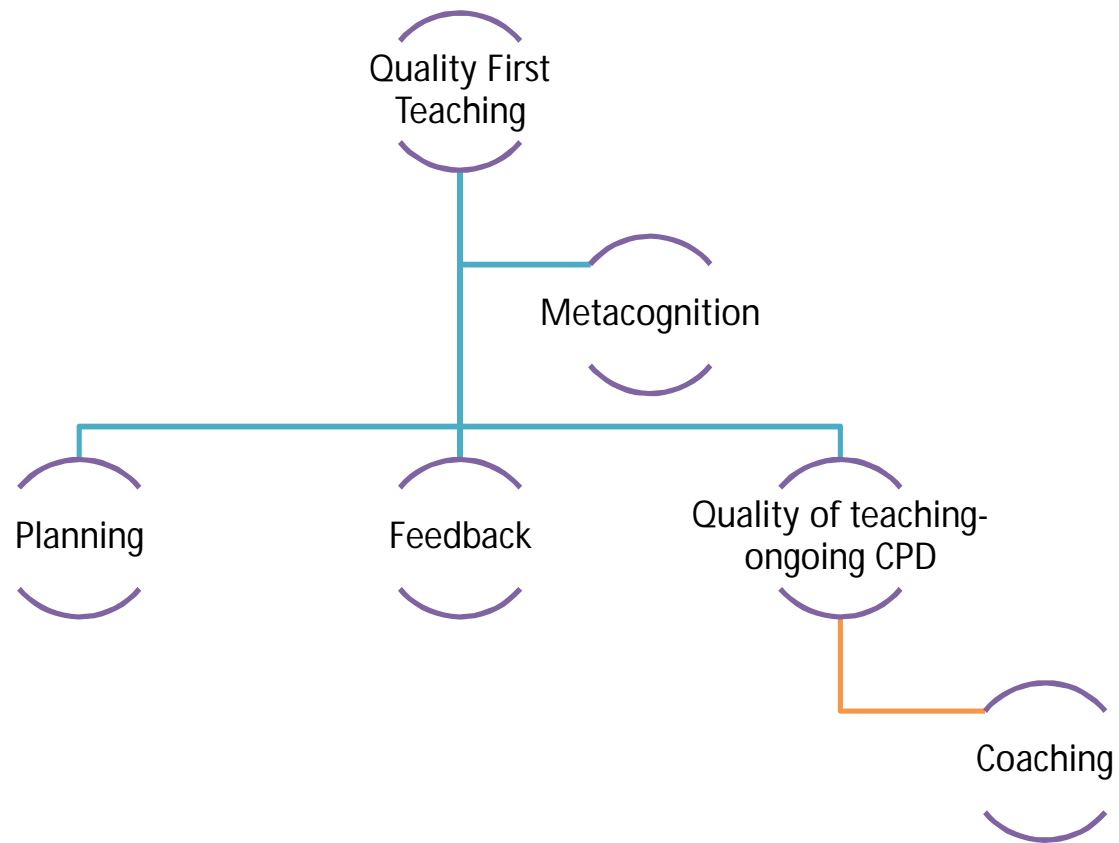 Quality First
Teaching
Metacognition
Planning
Feedback
Quality of teaching-
ongoing CPD
Coaching